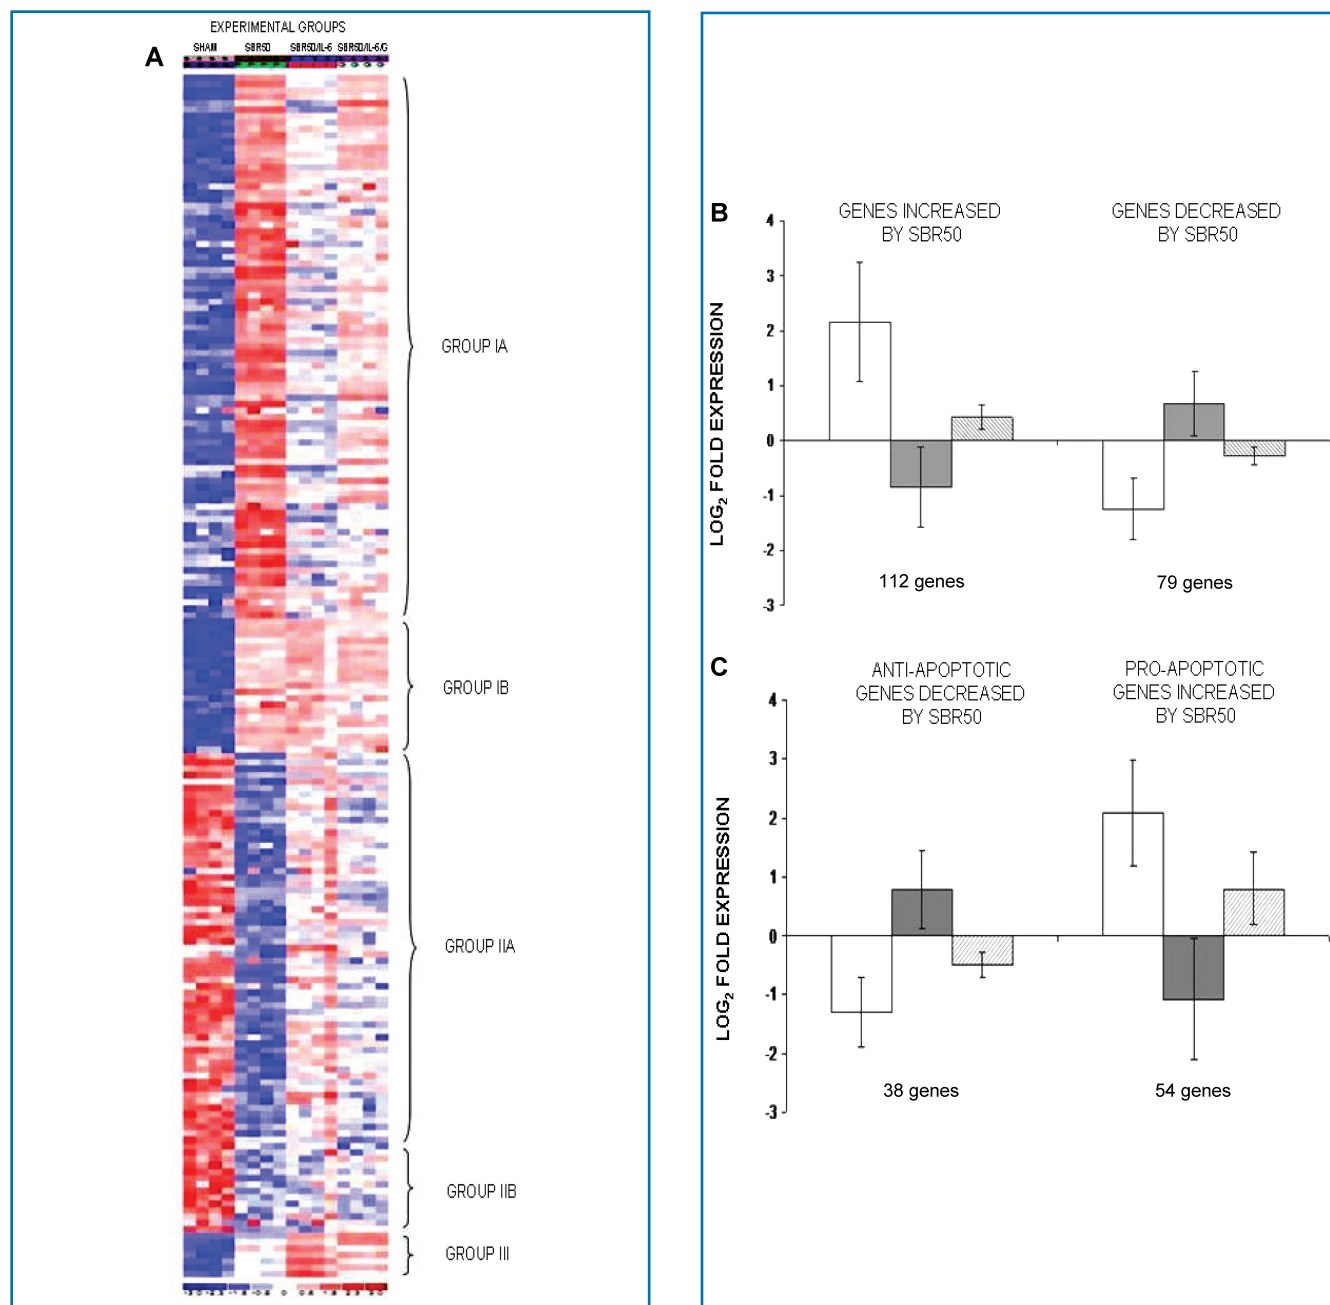 EXPERIMENTAL GROUPS
SHAM SBR50 SBR50/IL-6 SBR50/IL-6/G
A
GROUP IA
GROUP IB
GROUP IIA
GROUP IIB
GROUP III
B
GENES INCREASED
BY SBR50
GENES DECREASED
BY SBR50
LOG2 FOLD EXPRESSION
4
3
2
1
0
-1
-2
-3
112 genes
79 genes
C
ANTI-APOPTOTIC
GENES DECREASED
BY SBR50
PRO-APOPTOTIC
GENES INCREASED
BY SBR50
LOG2 FOLD EXPRESSION
4
3
2
1
0
-1
-2
-3
38 genes
54 genes